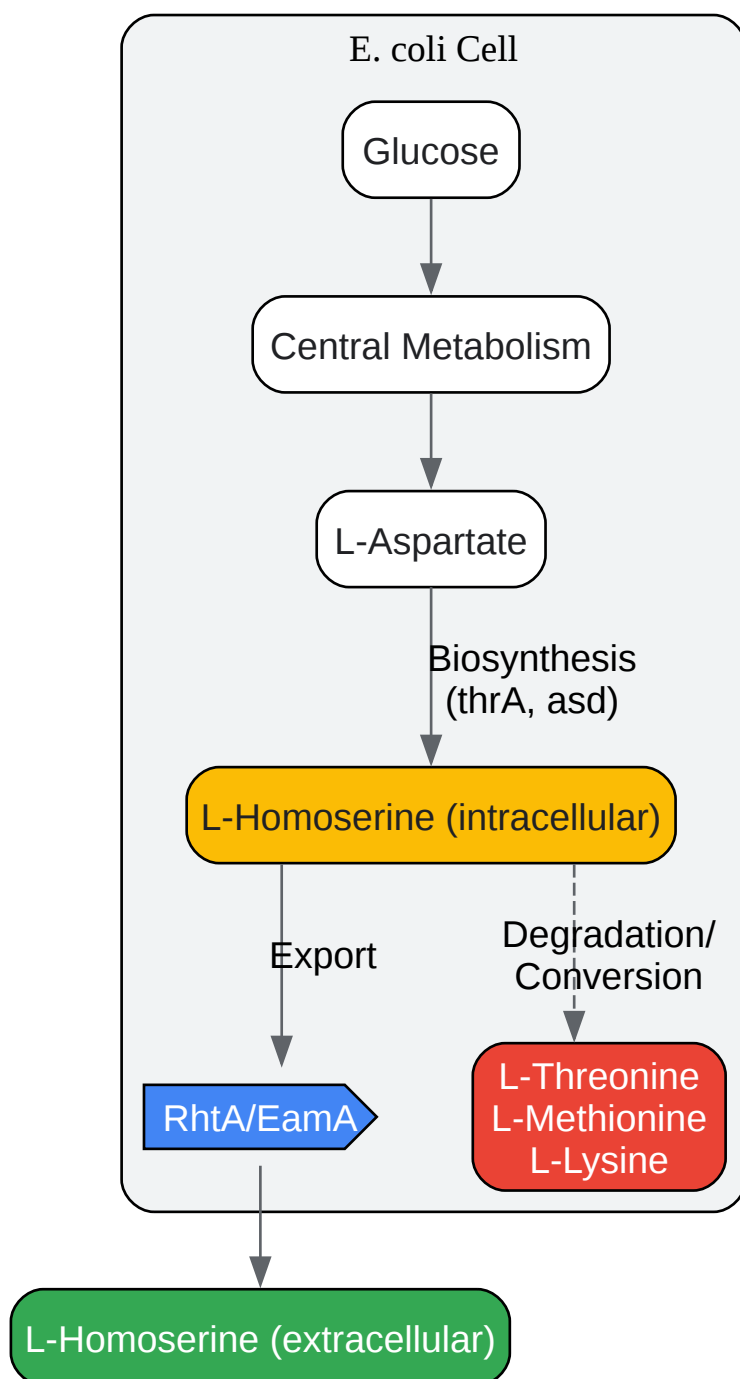 E. coli Cell
Glucose
Central Metabolism
L-Aspartate
Biosynthesis
(thrA, asd)
L-Homoserine (intracellular)
Export
Degradation/
Conversion
RhtA/EamA
L-Threonine
L-Methionine
L-Lysine
L-Homoserine (extracellular)